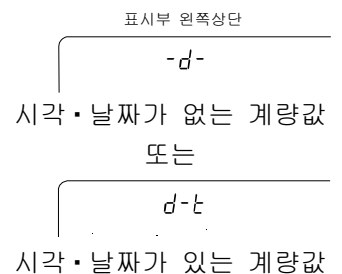 표시부 왼쪽상단
-d-
시각▪날짜가 없는 계량값
또는
d-t
시각▪날짜가 있는 계량값